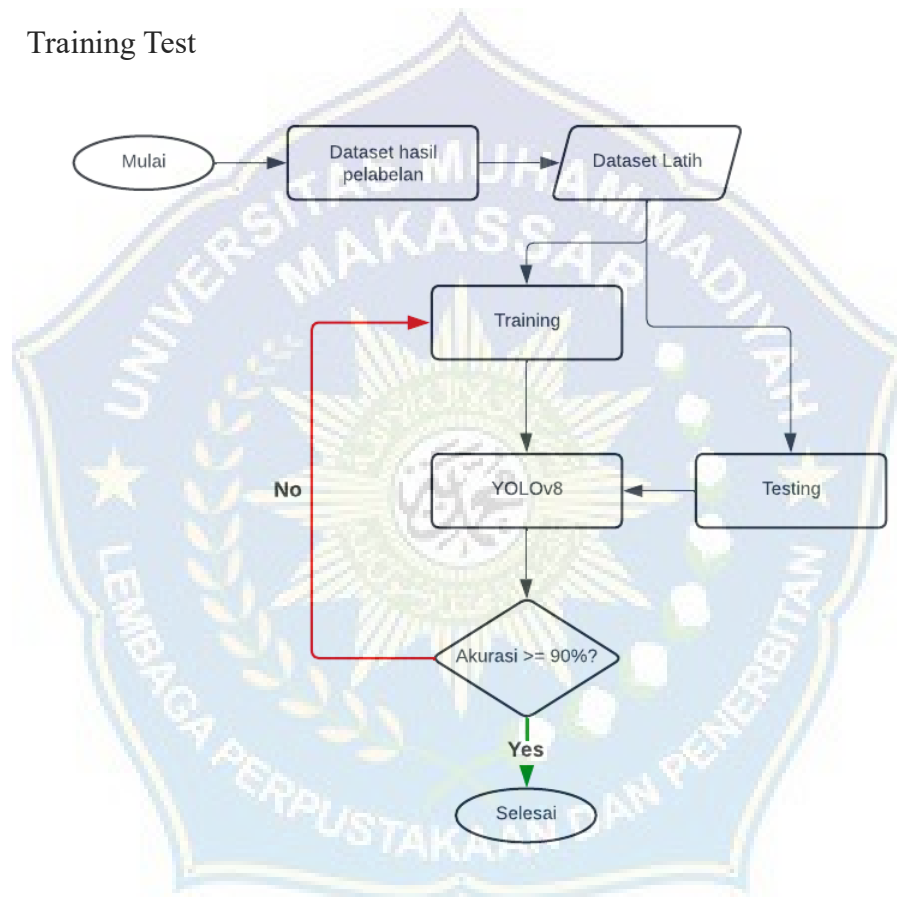 Training Test
Mulai
Dataset hasil
pelabelan
Dataset Latih
UNIVERSITAS MUHAMMADIYAH
MAKASSAR
Training
No
YOLOv8
Testing
Akurasi >= 90%?
Yes
Selesai
LEMBAGA PERPUSTAKAAN DAN PENERBITAN